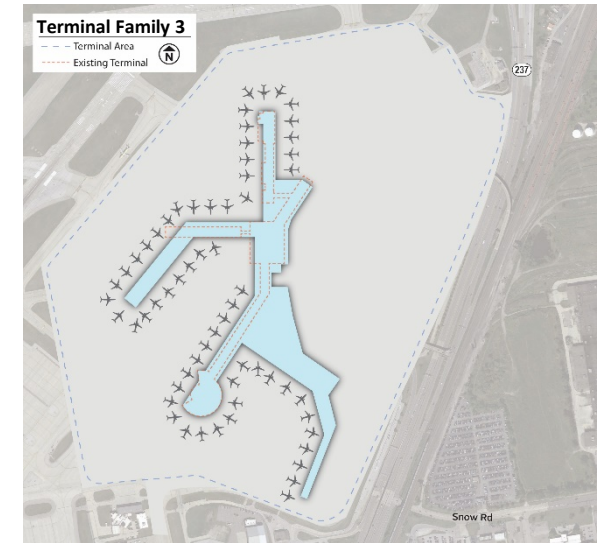 Terminal Family 3
Terminal Area
Existing Terminal
N
237
Snow Rd